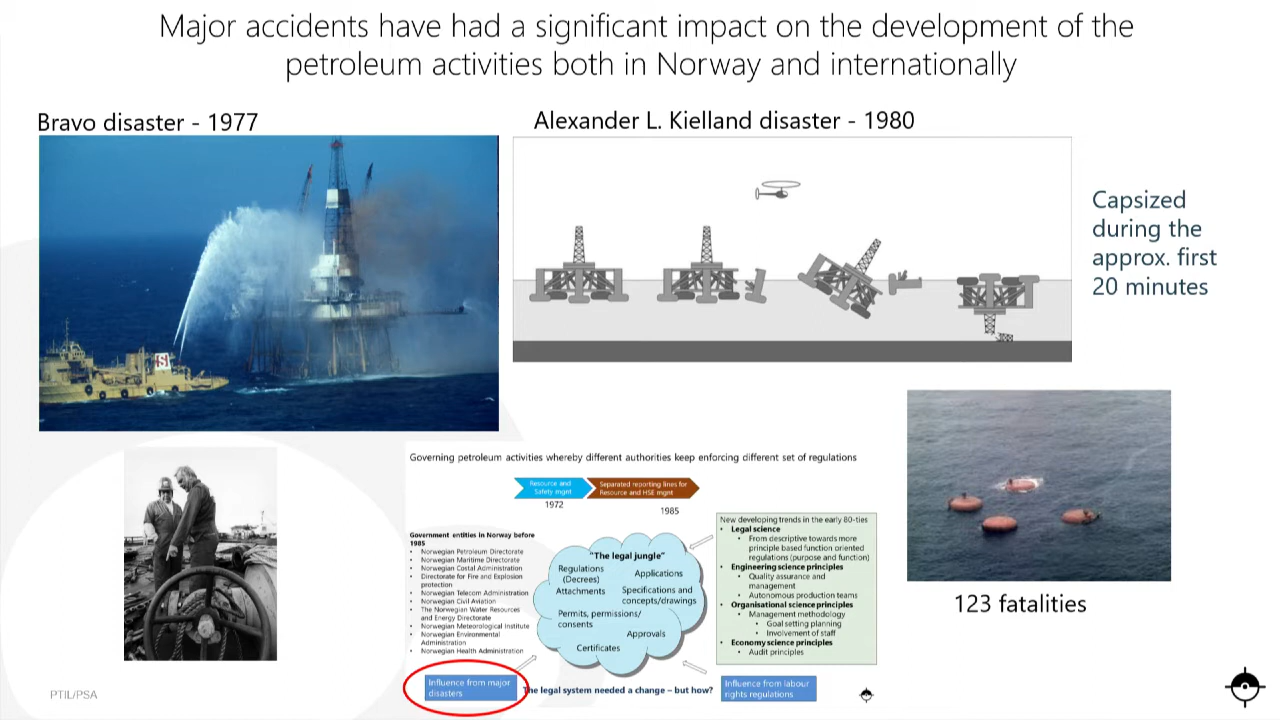 Major accidents have had a significant impact on the development of the
petroleum activities both in Norway and internationally
Bravo disaster - 1977
Alexander L. Kielland disaster - 1980
Capsized
during the
approx. first
20 minutes
S
123 fatalities
Governing petroleum activities whereby different authorities keep enforcing different set of regulations
Resource and
Safety mgnt
Separated reporting lines for
Resource and HSE mgnt
1972
1985
Government entities in Norway before
1985
• Norwegian Petroleum Directorate
• Norwegian Maritime Directorate
• Norwegian Costal Administration
• Directorate for Fire and Explosion
protection
• Norwegian Telecom Administration
• Norwegian Civil Aviation
• The Norwegian Water Resources
and Energy Directorate
• Norwegian Meteorological Institute
• Norwegian Environmental
Administration
• Norwegian Health Administration
"The legal jungle"
Regulations
(Decrees)
Applications
Attachments
Specifications and
concepts/drawings
Permits, permissions/
consents
Approvals
Certificates
New developing trends in the early 80-ties
• Legal science
• From descriptive towards more
principle based function oriented
regulations (purpose and function)
• Engineering science principles
• Quality assurance and
management
• Autonomous production teams
• Organisational science principles
• Management methodology
• Goal setting planning
• Involvement of staff
• Economy science principles
• Audit principles
Influence from major
disasters
The legal system needed a change – but how?
Influence from labour
rights regulations
PTIL/PSA